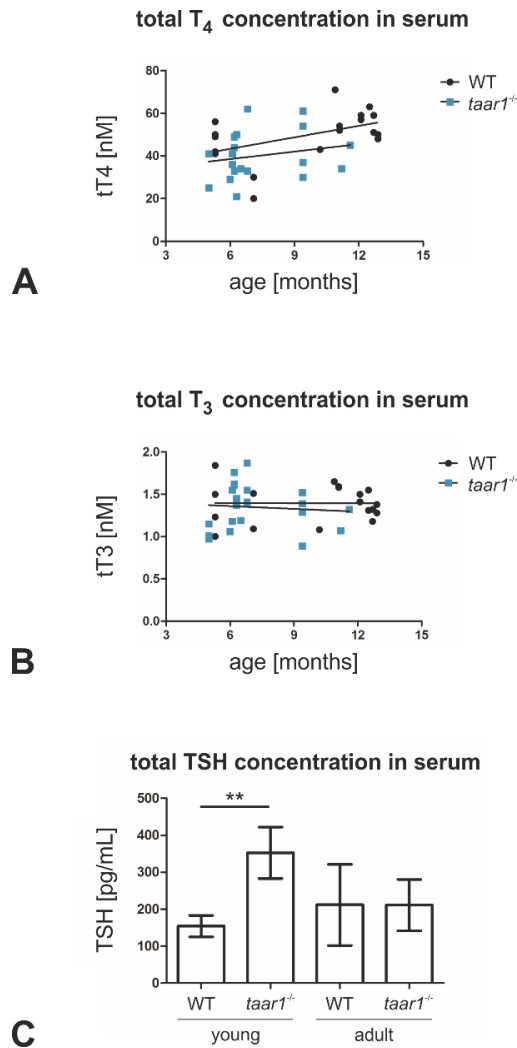 total T4 concentration in serum
80
60
40
20
0
tT4 [nM]
3 6 9 12 15
age [months]
WT
taar1-/-
A
total T3 concentration in serum
2.0
1.5
1.0
0.5
0.0
tT3 [nM]
3 6 9 12 15
age [months]
WT
taar1-/-
B
total TSH concentration in serum
500
400
300
200
100
0
TSH [pg/mL]
**
WT taar1-/- WT taar1-/-
young adult
C